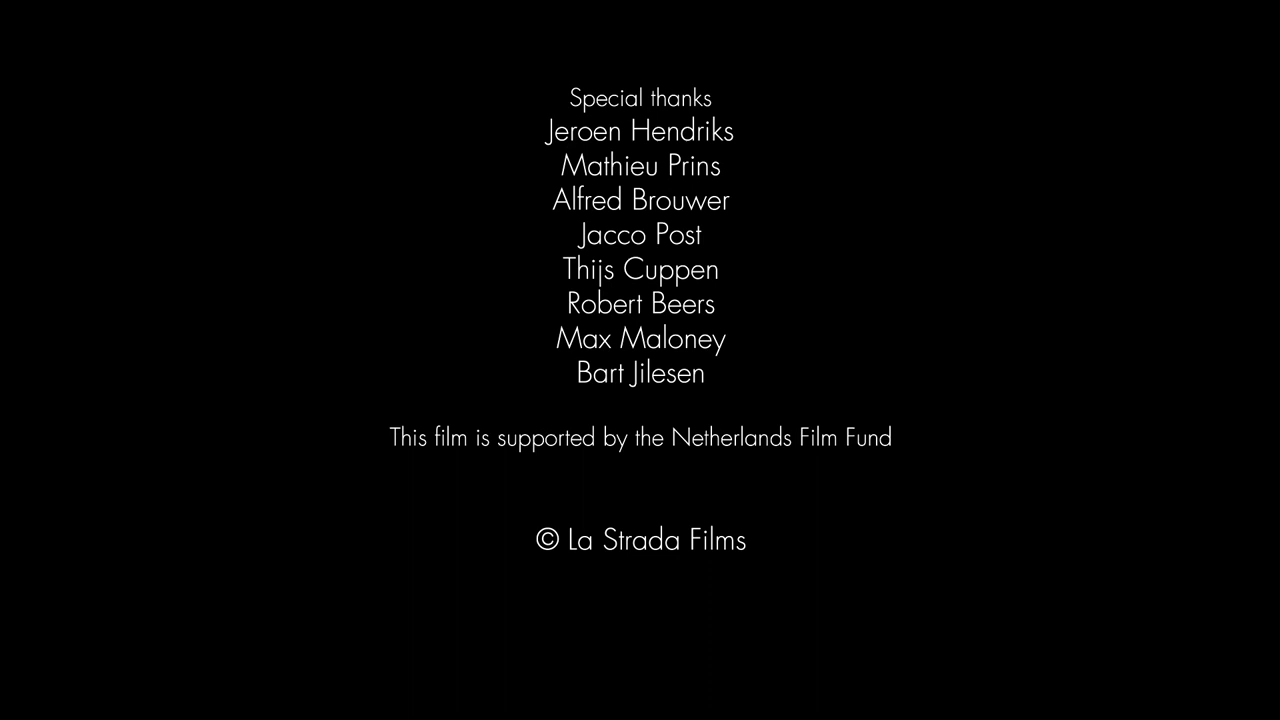 Special thanks
Jeroen Hendriks
Mathieu Prins
Alfred Brouwer
Jacco Post
Thijs Cuppen
Robert Beers
Max Maloney
Bart Jilesen
This film is supported by the Netherlands Film Fund
© La Strada Films